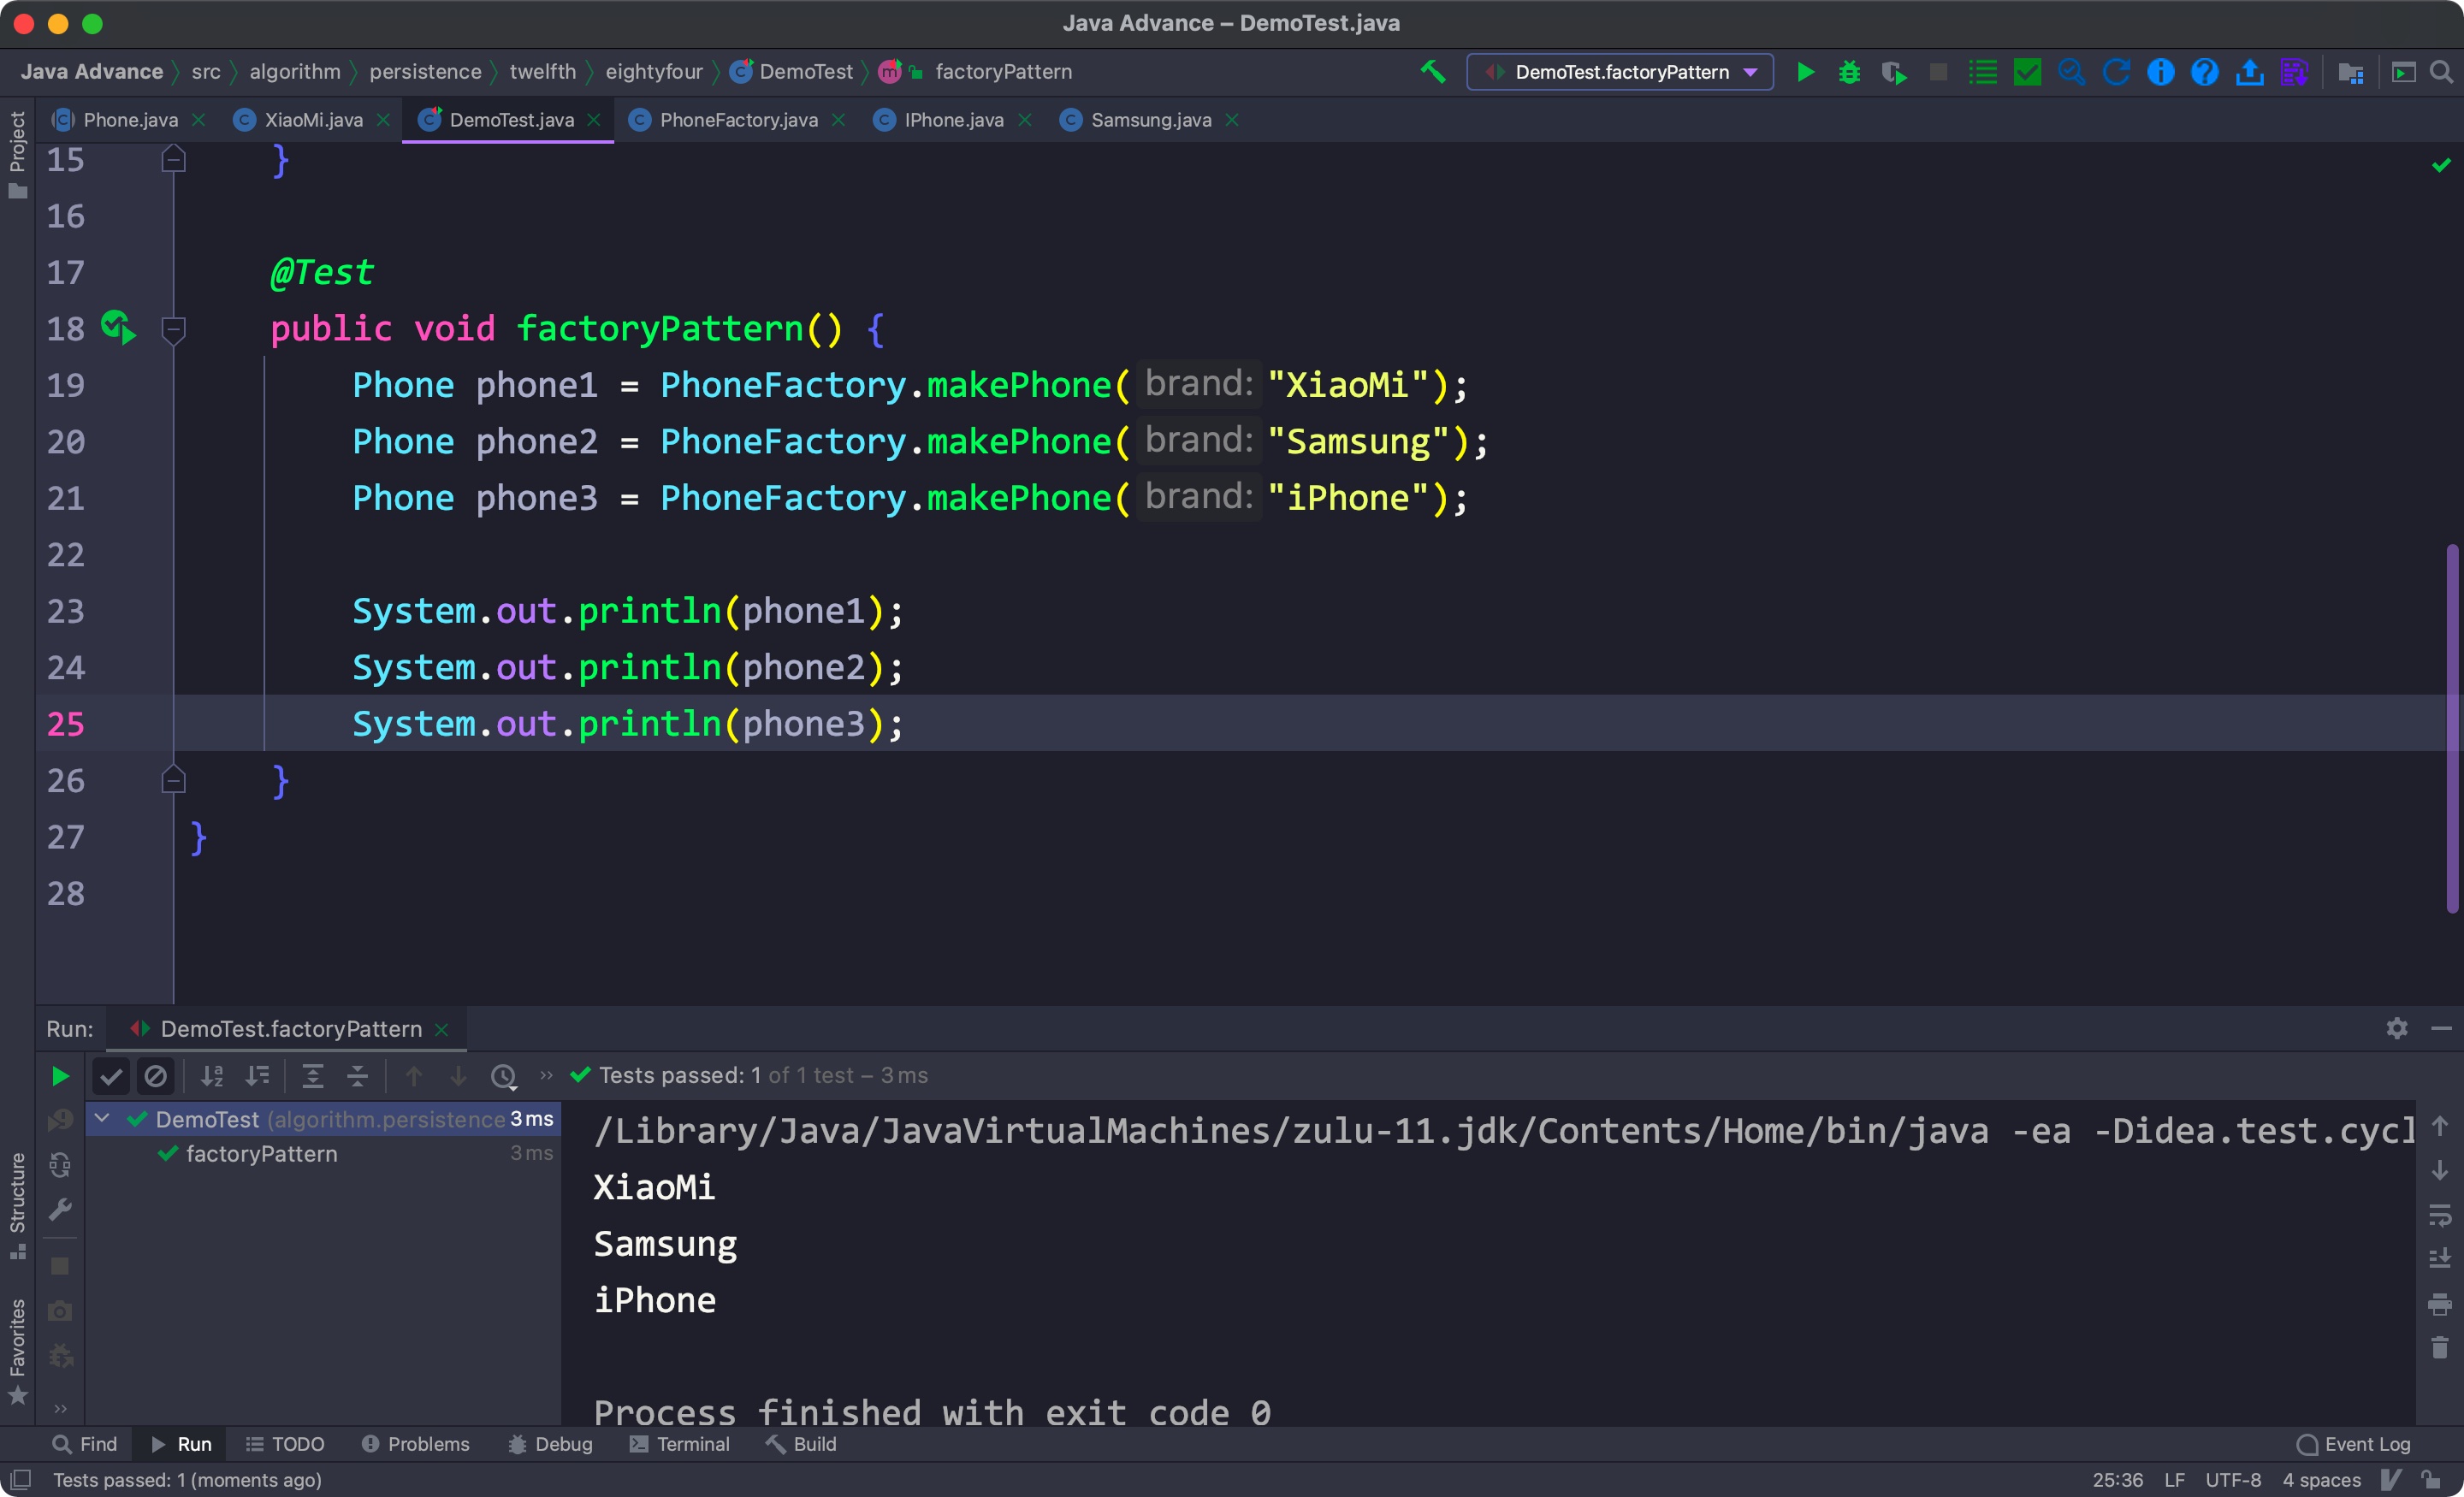 Java Advance – DemoTest.java
Java Advance src algorithm persistence twelfth eightyfour DemoTest factoryPattern DemoTest.factoryPattern
Phone.java XiaoMi.java DemoTest.java PhoneFactory.java IPhone.java Samsung.java
Project
15 }
16
17 @Test
18 public void factoryPattern() {
19 Phone phone1 = PhoneFactory.makePhone( brand: "XiaoMi");
20 Phone phone2 = PhoneFactory.makePhone( brand: "Samsung");
21 Phone phone3 = PhoneFactory.makePhone( brand: "iPhone");
22
23 System.out.println(phone1);
24 System.out.println(phone2);
25 System.out.println(phone3);
26 }
27 }
28
Run: DemoTest.factoryPattern
Tests passed: 1 of 1 test – 3 ms
DemoTest (algorithm.persistence 3 ms
factoryPattern 3 ms
/Library/Java/JavaVirtualMachines/zulu-11.jdk/Contents/Home/bin/java -ea -Didea.test.cycl
XiaoMi
Samsung
iPhone
Process finished with exit code 0
Structure
Favorites
Find Run TODO Problems Debug Terminal Build Event Log
Tests passed: 1 (moments ago) 25:36 LF UTF-8 4 spaces